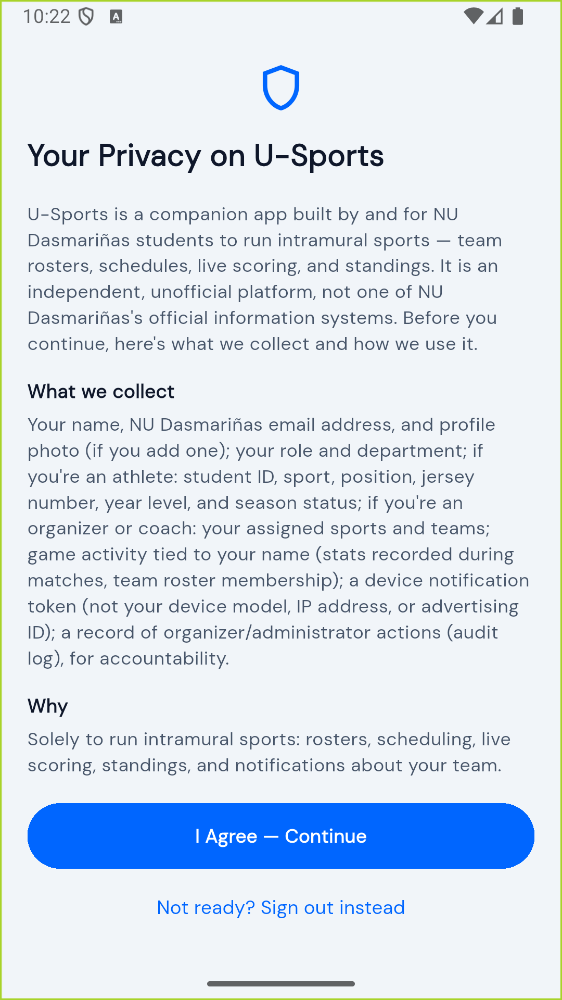 10:22
Your Privacy on U-Sports
U-Sports is a companion app built by and for NU
Dasmariñas students to run intramural sports — team
rosters, schedules, live scoring, and standings. It is an
independent, unofficial platform, not one of NU
Dasmariñas's official information systems. Before you
continue, here's what we collect and how we use it.
What we collect
Your name, NU Dasmariñas email address, and profile
photo (if you add one); your role and department; if
you're an athlete: student ID, sport, position, jersey
number, year level, and season status; if you're an
organizer or coach: your assigned sports and teams;
game activity tied to your name (stats recorded during
matches, team roster membership); a device notification
token (not your device model, IP address, or advertising
ID); a record of organizer/administrator actions (audit
log), for accountability.
Why
Solely to run intramural sports: rosters, scheduling, live
scoring, standings, and notifications about your team.
I Agree — Continue
Not ready? Sign out instead